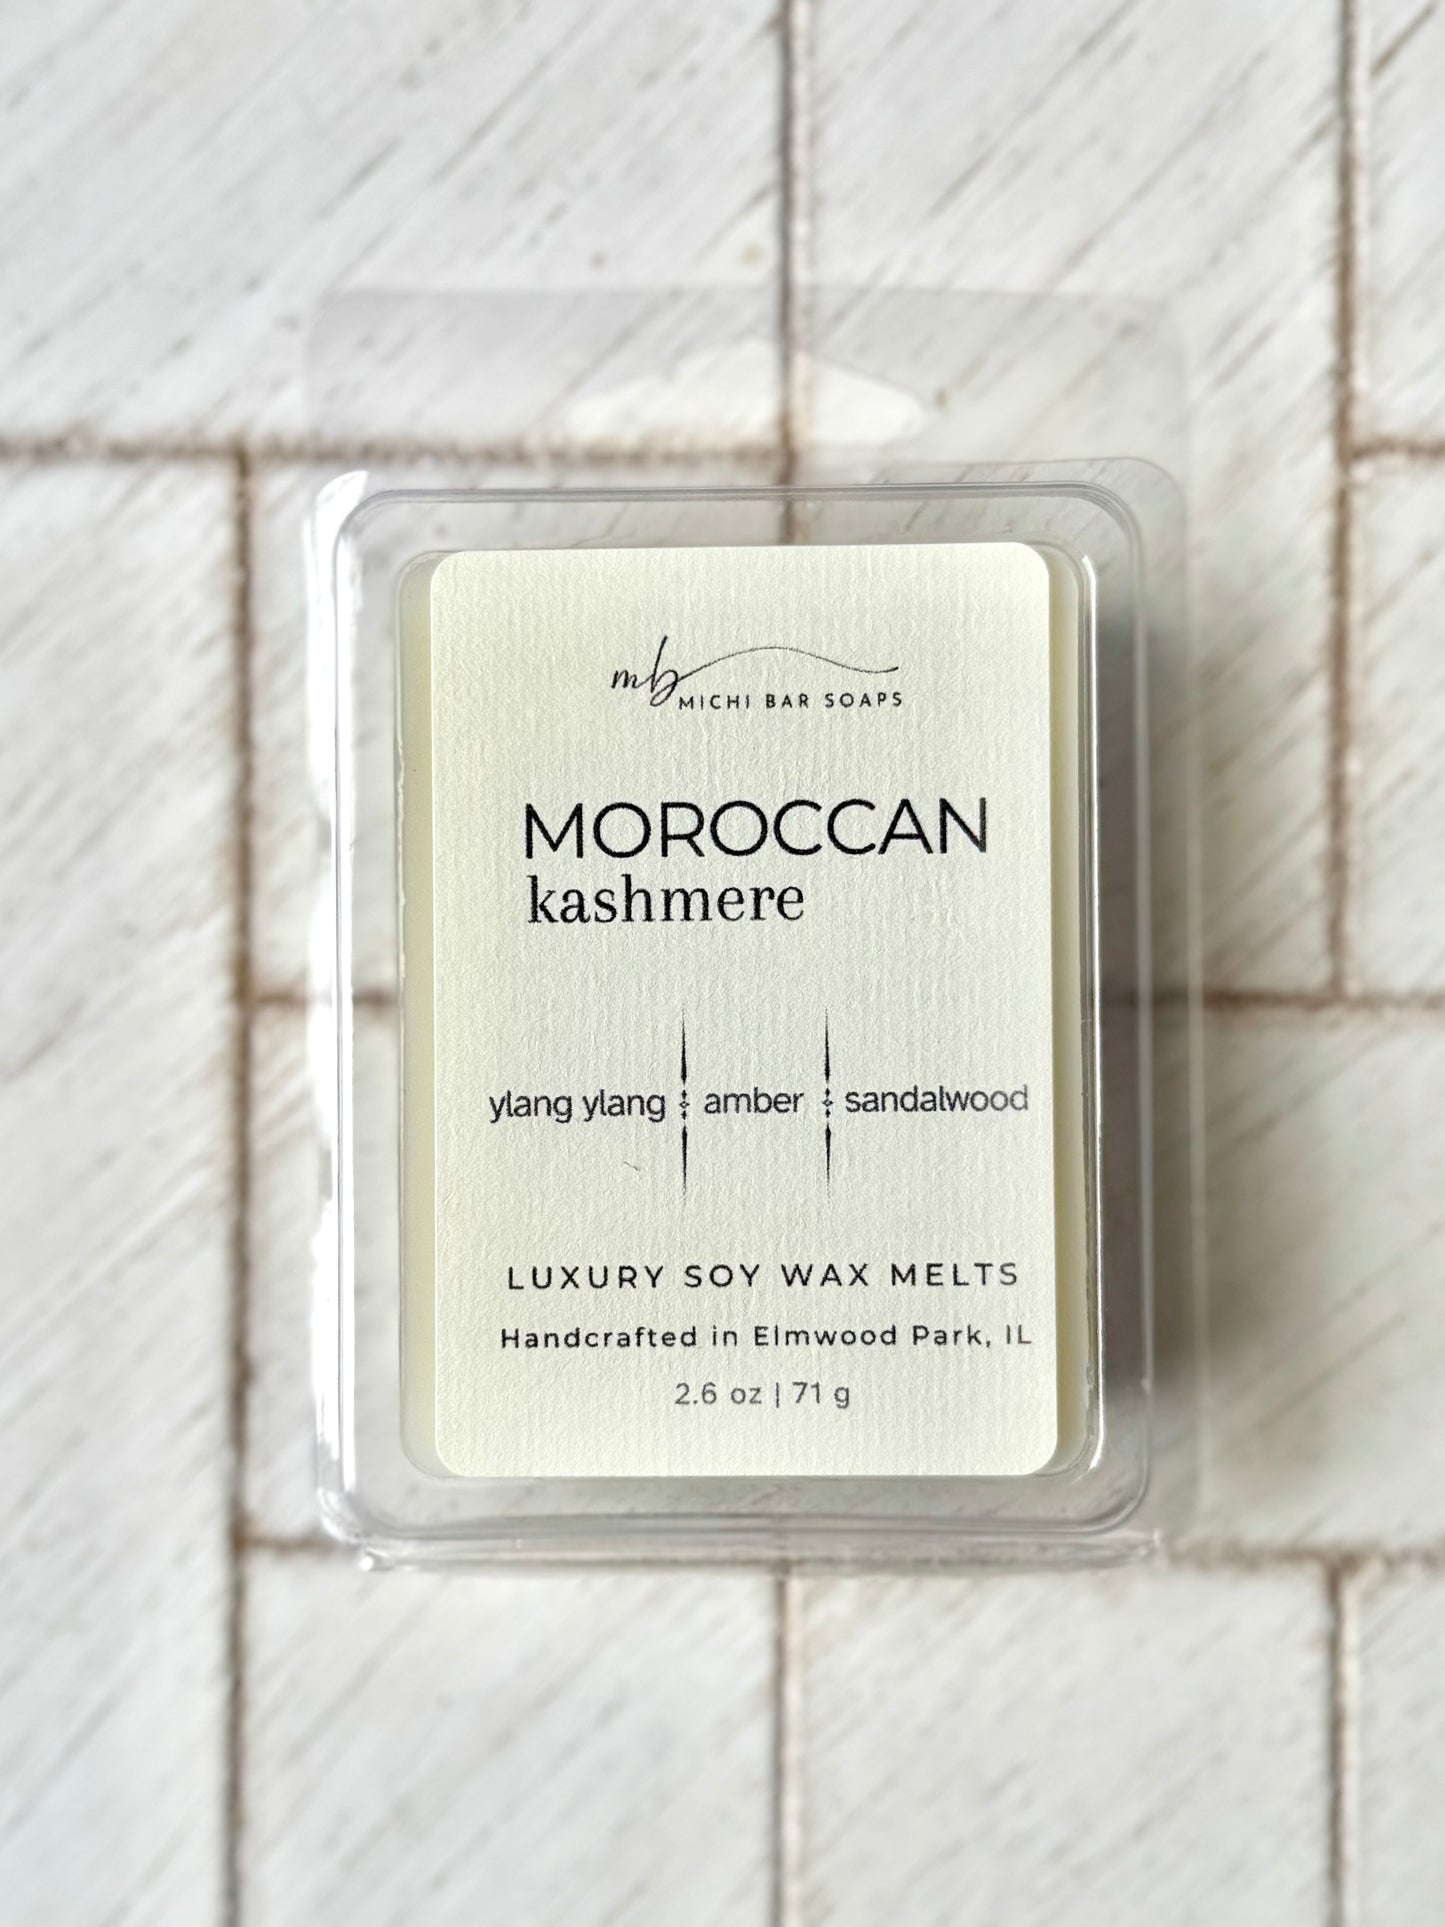 mb
MICHI BAR SOAPS
MOROCCAN
kashmere
ylang ylang amber sandalwood
LUXURY SOY WAX MELTS
Handcrafted in Elmwood Park, IL
2.6 oz | 71 g